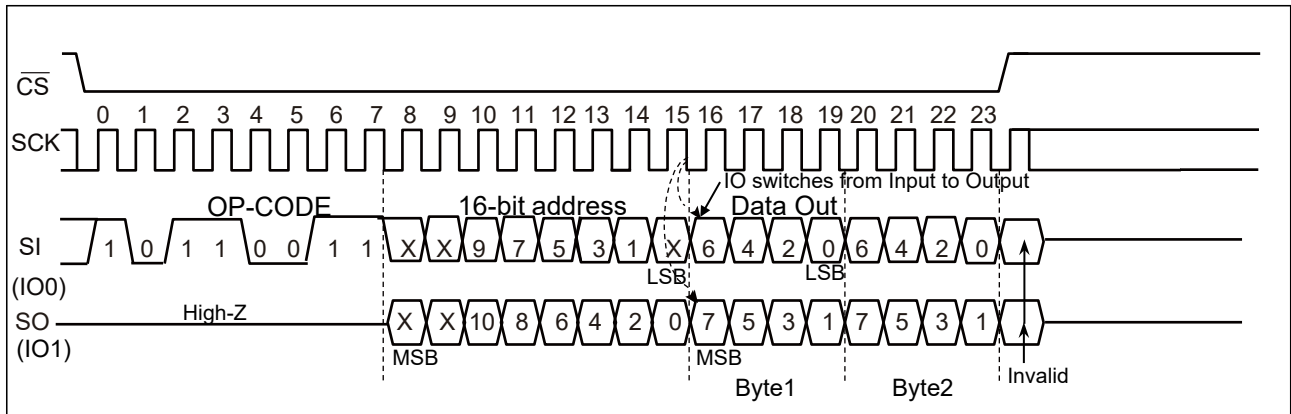 CS
0 1 2 3 4 5 6 7 8 9 10 11 12 13 14 15 16 17 18 19 20 21 22 23
SCK
IO switches from Input to Output
OP-CODE 16-bit address Data Out
SI 1 0 1 1 0 0 1 1 X X 9 7 5 3 1 X 6 4 2 0 6 4 2 0
(IO0) LSB LSB
High-Z
SO X X 10 8 6 4 2 0 7 5 3 1 7 5 3 1
(IO1) MSB MSB
Invalid
Byte1 Byte2